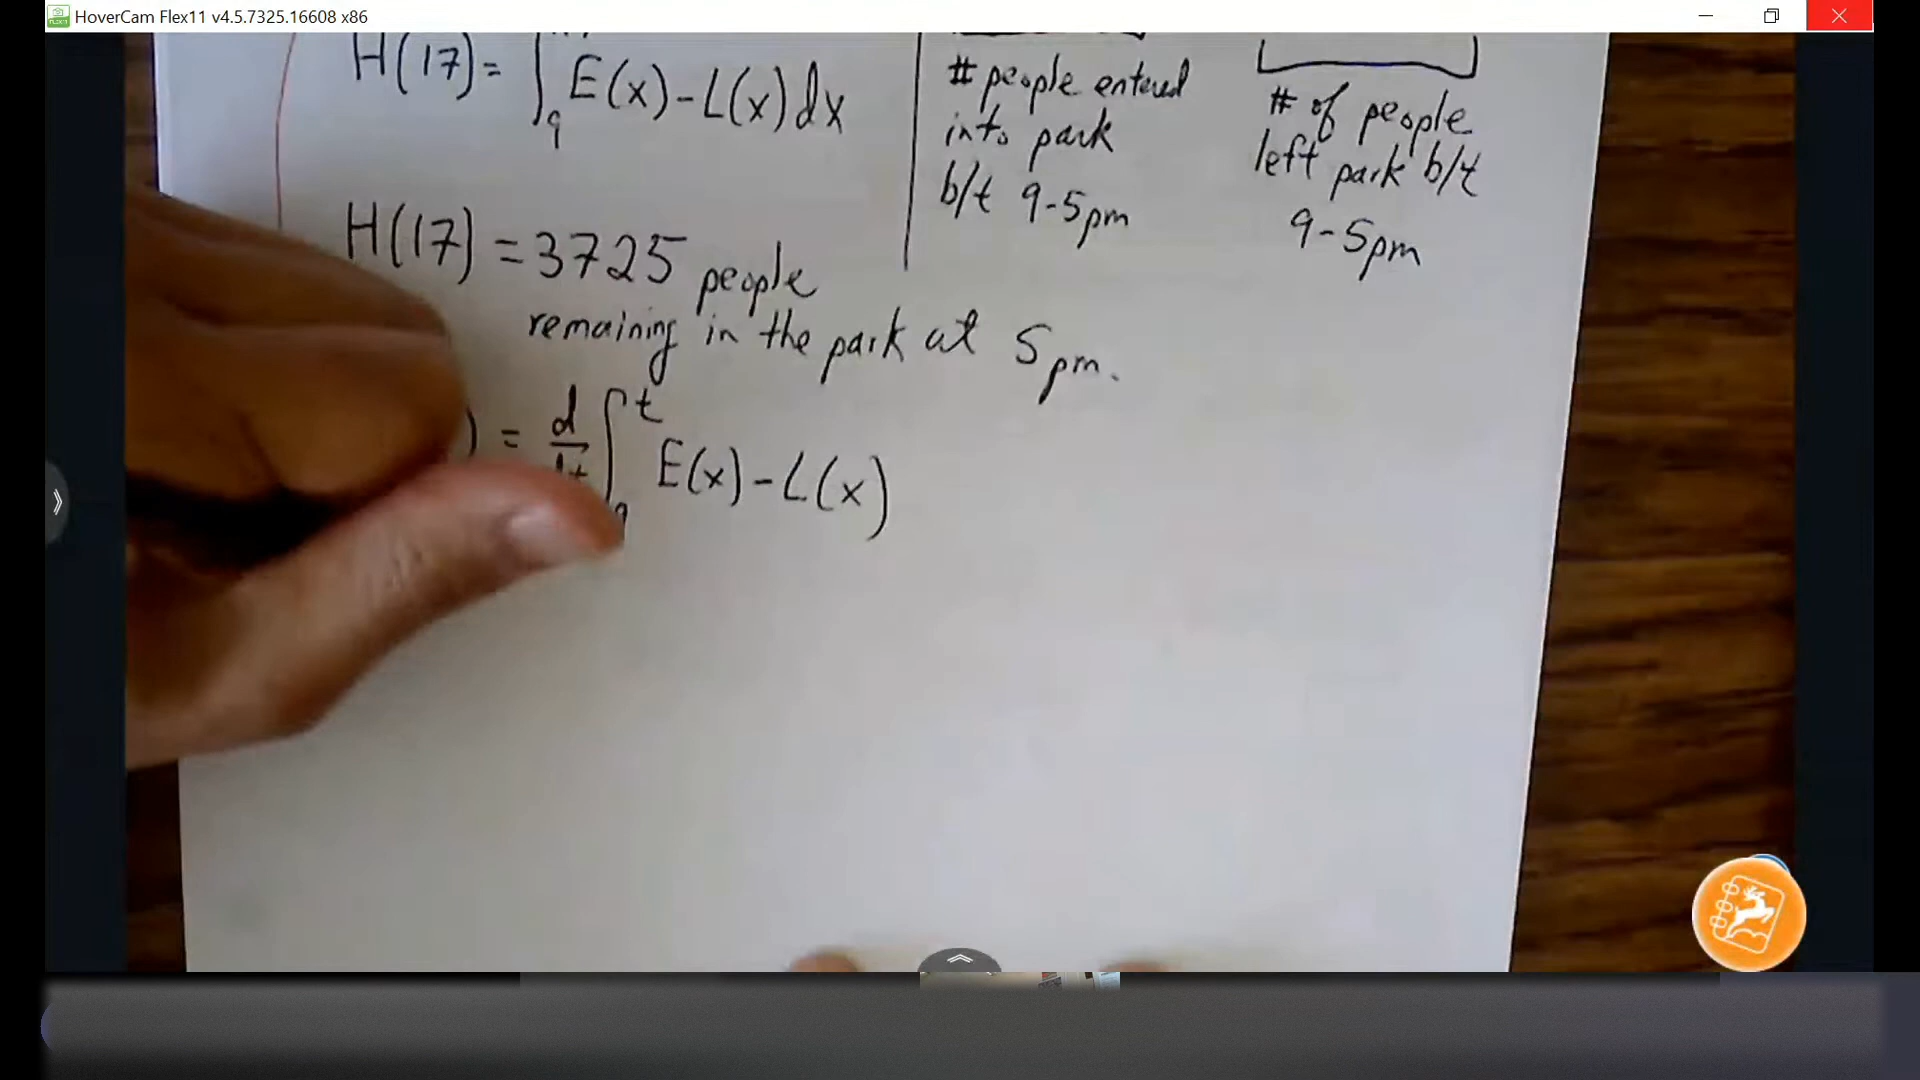 HoverCam Flex11 v4.5.7325.16608 x86
H(17) = ∫₉ E(x) - L(x) dx
# people entered
into park
b/t 9-5pm
# of people
left park b/t
9-5pm
H(17) = 3725 people
remaining in the park at 5pm.
) = d/dt ∫₉ᵗ E(x) - L(x)